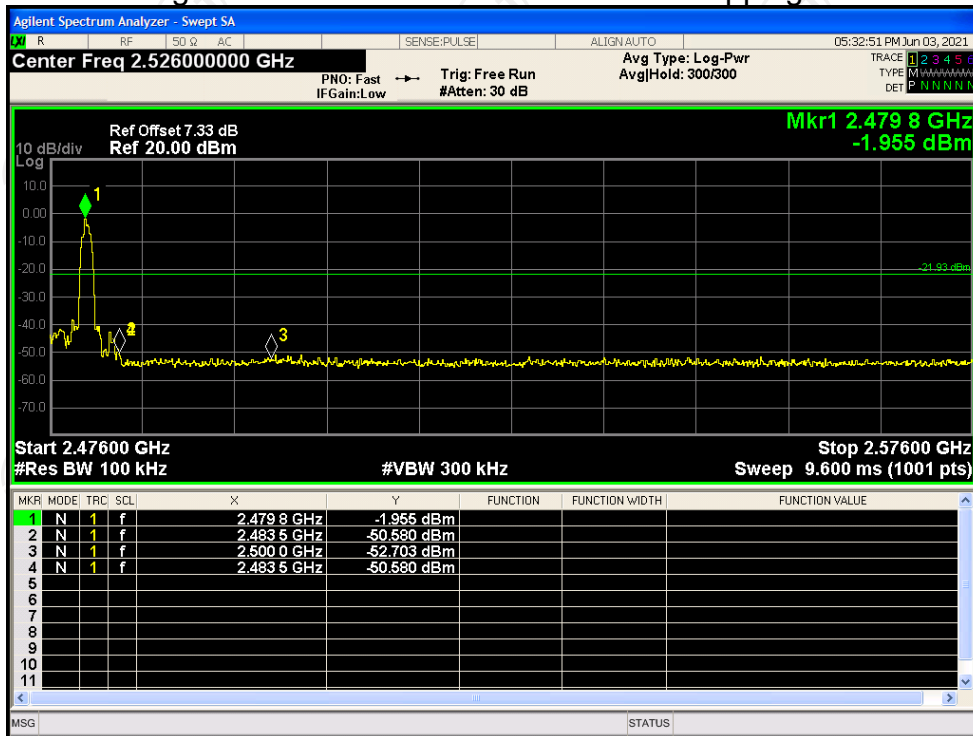 Agilent Spectrum Analyzer - Swept SA
LXI R RF 50 Ω AC SENSE:PULSE ALIGN AUTO 05:32:51 PM Jun 03, 2021
Center Freq 2.526000000 GHz
PNO: Fast Trig: Free Run
IFGain:Low #Atten: 30 dB
Avg Type: Log-Pwr
Avg|Hold: 300/300
TRACE 1 2 3 4 5 6
TYPE M
DET P N N N N N
Mkr1 2.479 8 GHz
-1.955 dBm
Ref Offset 7.33 dB
10 dB/div Ref 20.00 dBm
Log
10.0
0.00
-10.0
-20.0
-30.0
-40.0
-50.0
-60.0
-70.0
1
3
-21.93 dBm
Start 2.47600 GHz Stop 2.57600 GHz
#Res BW 100 kHz #VBW 300 kHz Sweep 9.600 ms (1001 pts)
MKR MODE TRC SCL X Y FUNCTION FUNCTION WIDTH FUNCTION VALUE
1 N 1 f 2.479 8 GHz -1.955 dBm
2 N 1 f 2.483 5 GHz -50.580 dBm
3 N 1 f 2.500 0 GHz -52.703 dBm
4 N 1 f 2.483 5 GHz -50.580 dBm
5
6
7
8
9
10
11
MSG STATUS